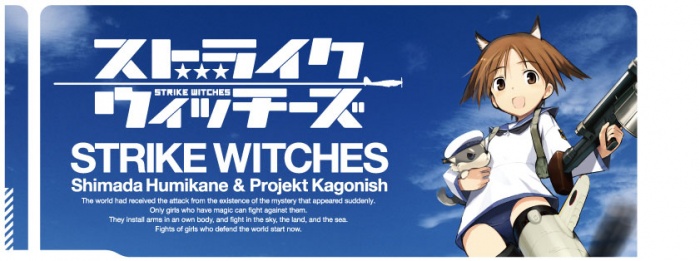 ストライク
★★★
STRIKE WITCHES
ウィッチーズ
STRIKE WITCHES
Shimada Humikane & Projekt Kagonish
The world had received the attack from the existence of the mystery that appeared suddenly.
Only girls who have magic can fight against them.
They install arms in an own body, and fight in the sky, the land, and the sea.
Fights of girls who defend the world start now.